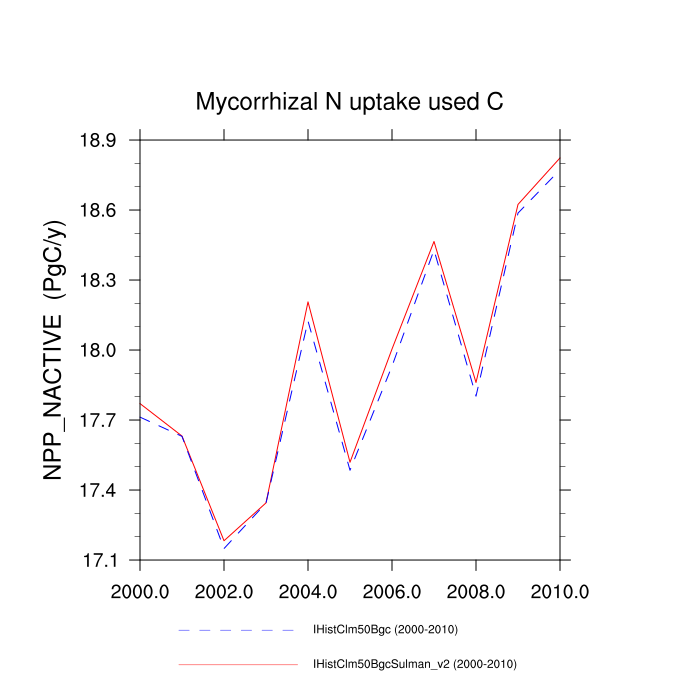 Mycorrhizal N uptake used C
NPP_NACTIVE (PgC/y)
18.9
18.6
18.3
18.0
17.7
17.4
17.1
2000.0 2002.0 2004.0 2006.0 2008.0 2010.0
IHistClm50Bgc (2000-2010)
IHistClm50BgcSulman_v2 (2000-2010)